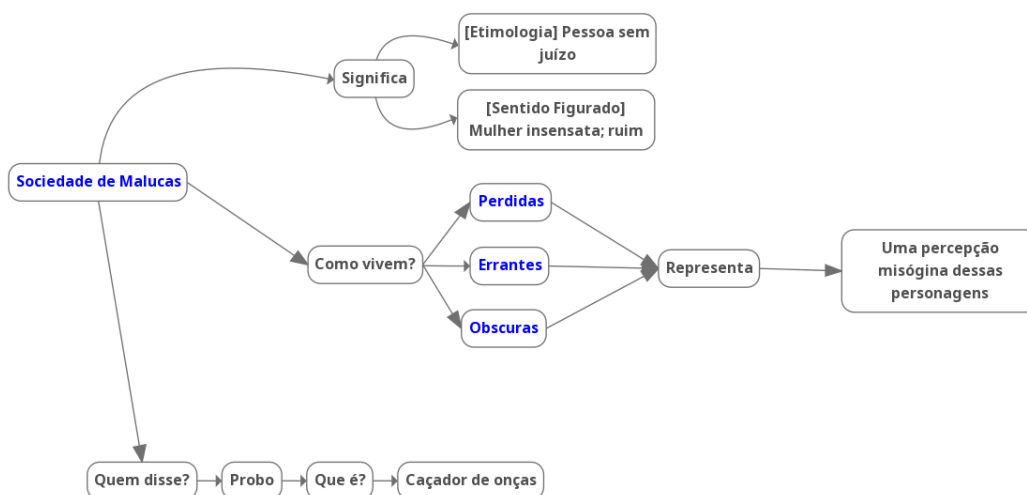 [Etimologia] Pessoa sem
juízo
Significa
[Sentido Figurado]
Mulher insensata; ruim
Sociedade de Malucas
Perdidas
Como vivem?
Errantes
Obscuras
Representa
Uma percepção
misógina dessas
personagens
Quem disse?
Probo
Que é?
Caçador de onças